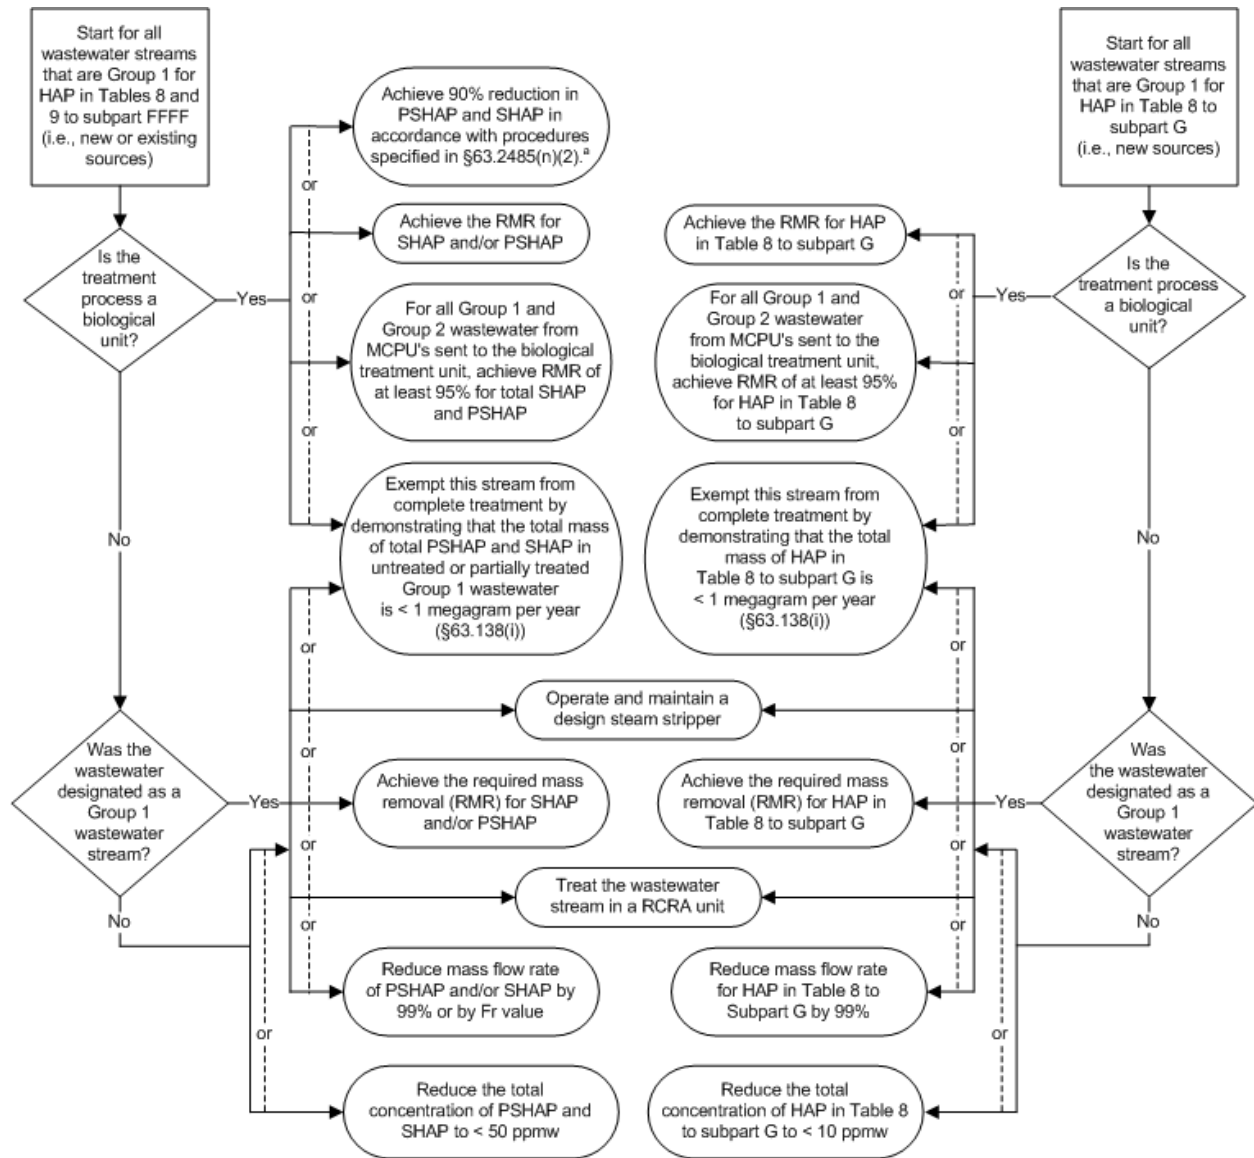 Start for all
wastewater streams
that are Group 1 for
HAP in Tables 8 and
9 to subpart FFFF
(i.e., new or existing
sources)
Is the
treatment
process a
biological
unit?
Yes
No
Was the
wastewater
designated as a
Group 1
wastewater
stream?
Yes
No
or
or
or
or
or
or
or
or
Achieve 90% reduction in
PSHAP and SHAP in
accordance with procedures
specified in §63.2485(n)(2).ª
Achieve the RMR for
SHAP and/or PSHAP
For all Group 1 and
Group 2 wastewater from
MCPU's sent to the biological
treatment unit, achieve RMR of
at least 95% for total SHAP
and PSHAP
Exempt this stream from
complete treatment by
demonstrating that the total mass
of total PSHAP and SHAP in
untreated or partially treated
Group 1 wastewater
is < 1 megagram per year
(§63.138(i))
Operate and maintain a
design steam stripper
Achieve the required mass
removal (RMR) for SHAP
and/or PSHAP
Treat the wastewater
stream in a RCRA unit
Reduce mass flow rate
of PSHAP and/or SHAP by
99% or by Fr value
Reduce the total
concentration of PSHAP and
SHAP to < 50 ppmw
Achieve the RMR for HAP
in Table 8 to subpart G
For all Group 1 and
Group 2 wastewater
from MCPU's sent to the
biological treatment unit,
achieve RMR of at least 95%
for HAP in Table 8
to subpart G
Exempt this stream from
complete treatment by
demonstrating that the total
mass of HAP in
Table 8 to subpart G is
< 1 megagram per year
(§63.138(i))
Achieve the required mass
removal (RMR) for HAP in
Table 8 to subpart G
Reduce mass flow rate
for HAP in Table 8 to
Subpart G by 99%
Reduce the total
concentration of HAP in Table 8
to subpart G to < 10 ppmw
or
or
or
or
or
or
Start for all
wastewater streams
that are Group 1 for
HAP in Table 8 to
subpart G
(i.e., new sources)
Is the
treatment process
a biological
unit?
Yes
No
Was
the wastewater
designated as a
Group 1
wastewater
stream?
Yes
No